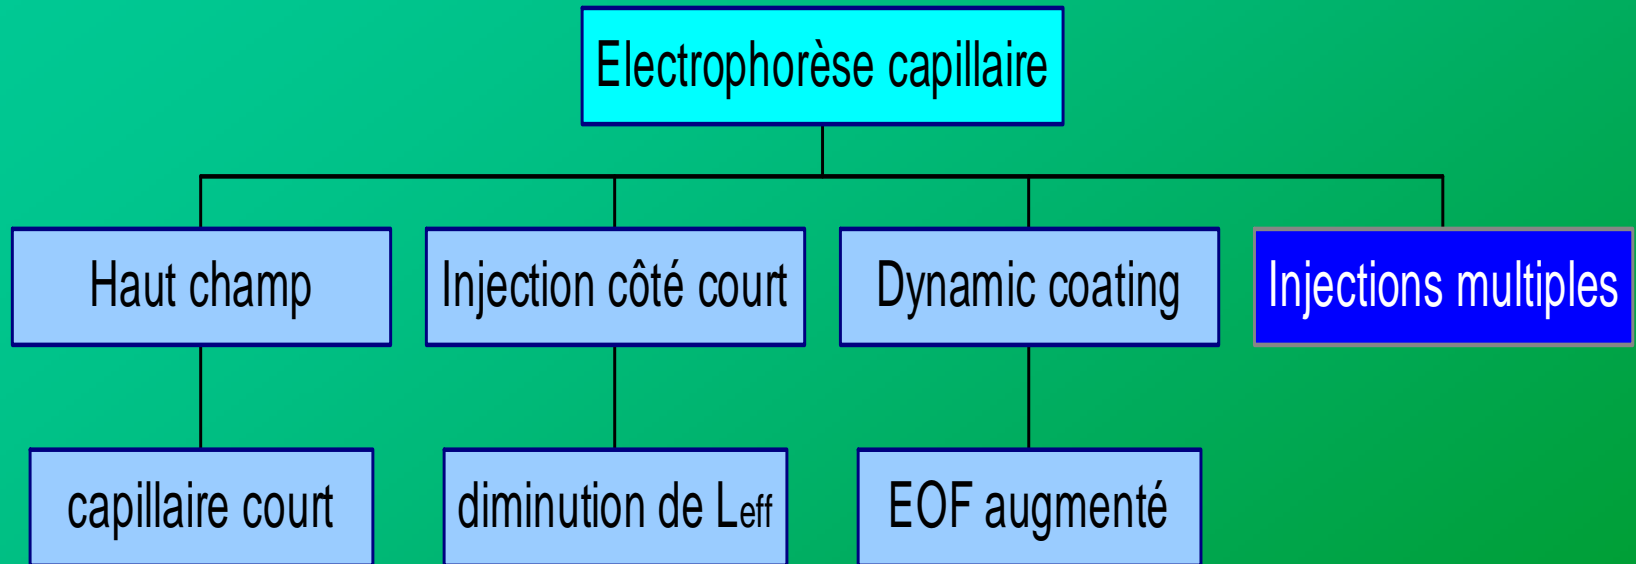 Electrophorèse capillaire
Haut champ
Injection côté court
Dynamic coating
Injections multiples
capillaire court
diminution de Leff
EOF augmenté